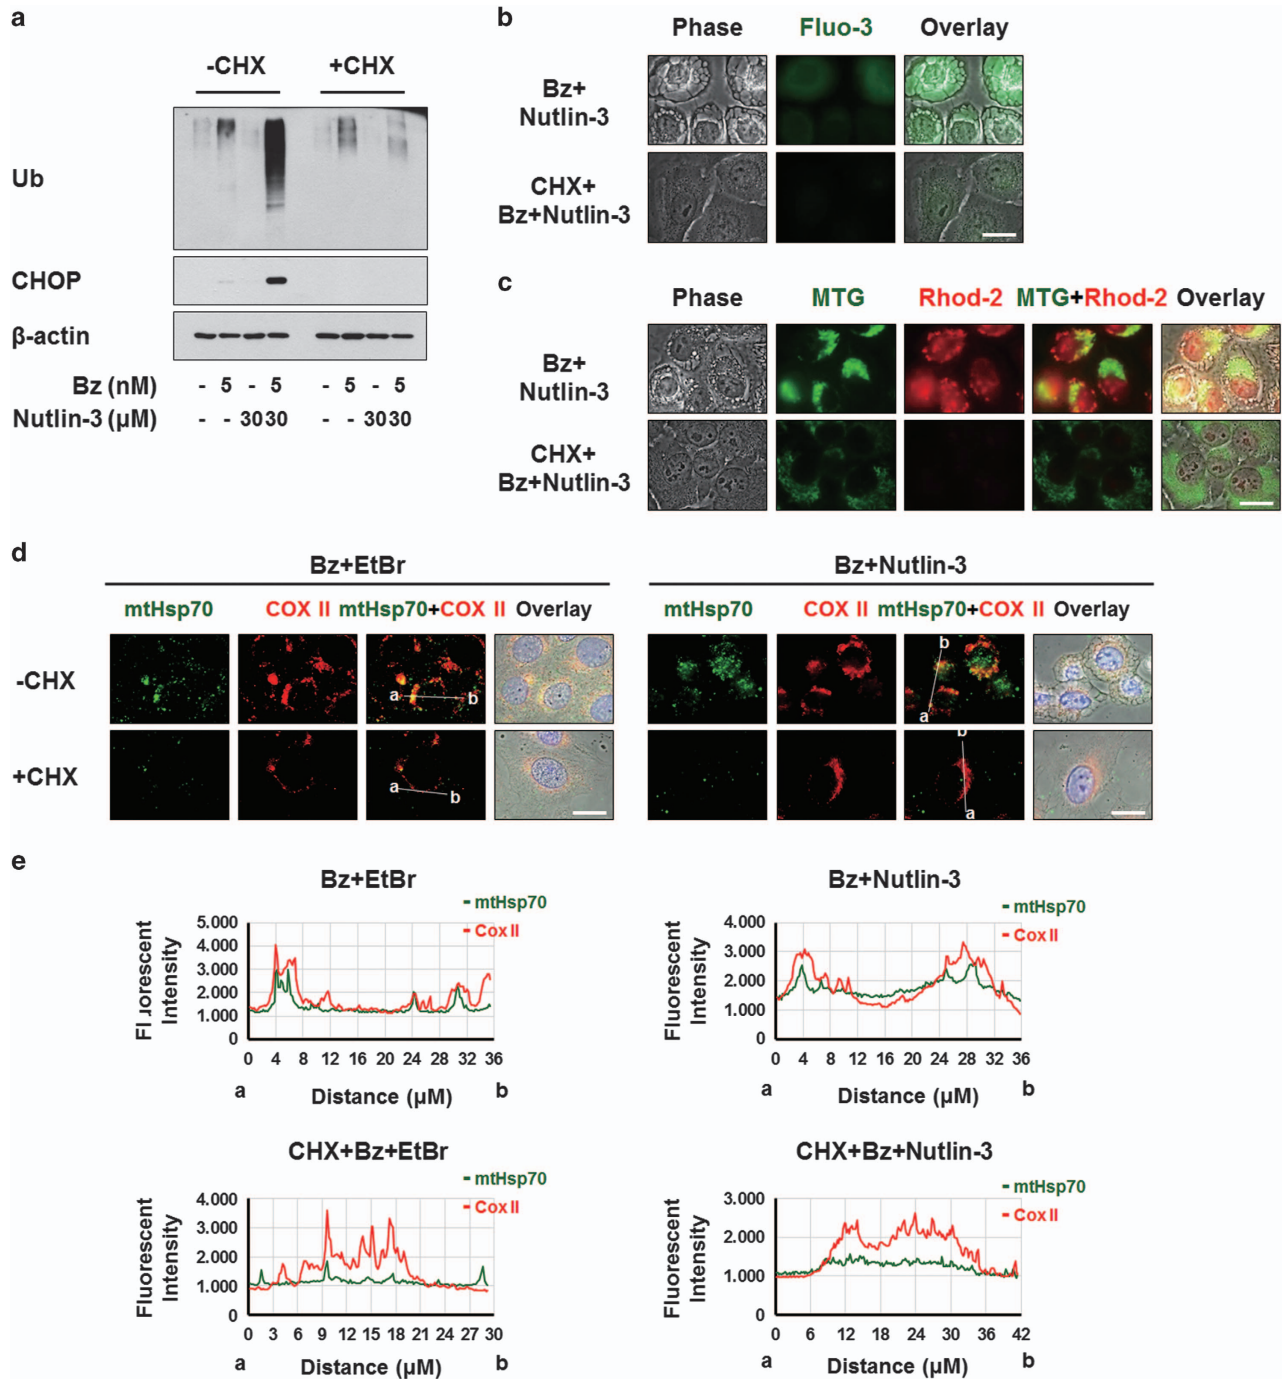 a
-CHX +CHX
Ub
CHOP
β-actin
Bz (nM) - 5 - 5 - 5 - 5
Nutlin-3 (μM) - - 30 30 - - 30 30
b
Phase Fluo-3 Overlay
Bz+
Nutlin-3
CHX+
Bz+Nutlin-3
c
Phase MTG Rhod-2 MTG+Rhod-2 Overlay
Bz+
Nutlin-3
CHX+
Bz+Nutlin-3
d
Bz+EtBr Bz+Nutlin-3
mtHsp70 COX II mtHsp70+COX II Overlay mtHsp70 COX II mtHsp70+COX II Overlay
-CHX
a b
b
a
+CHX
a b
b
a
e
Bz+EtBr
- mtHsp70
- Cox II
Fluorescent
Intensity
5.000
4.000
3.000
2.000
1.000
0
0 4 8 12 16 20 24 28 32 36
a Distance (μM) b
Bz+Nutlin-3
- mtHsp70
- Cox II
Fluorescent
Intensity
4.000
3.000
2.000
1.000
0
0 4 8 12 16 20 24 28 32 36
a Distance (μM) b
CHX+Bz+EtBr
- mtHsp70
- Cox II
Fluorescent
Intensity
4.000
3.000
2.000
1.000
0
0 3 6 9 12 15 18 21 24 27 30
a Distance (μM) b
CHX+Bz+Nutlin-3
- mtHsp70
- Cox II
Fluorescent
Intensity
3.000
2.000
1.000
0
0 6 12 18 24 30 36 42
a Distance (μM) b